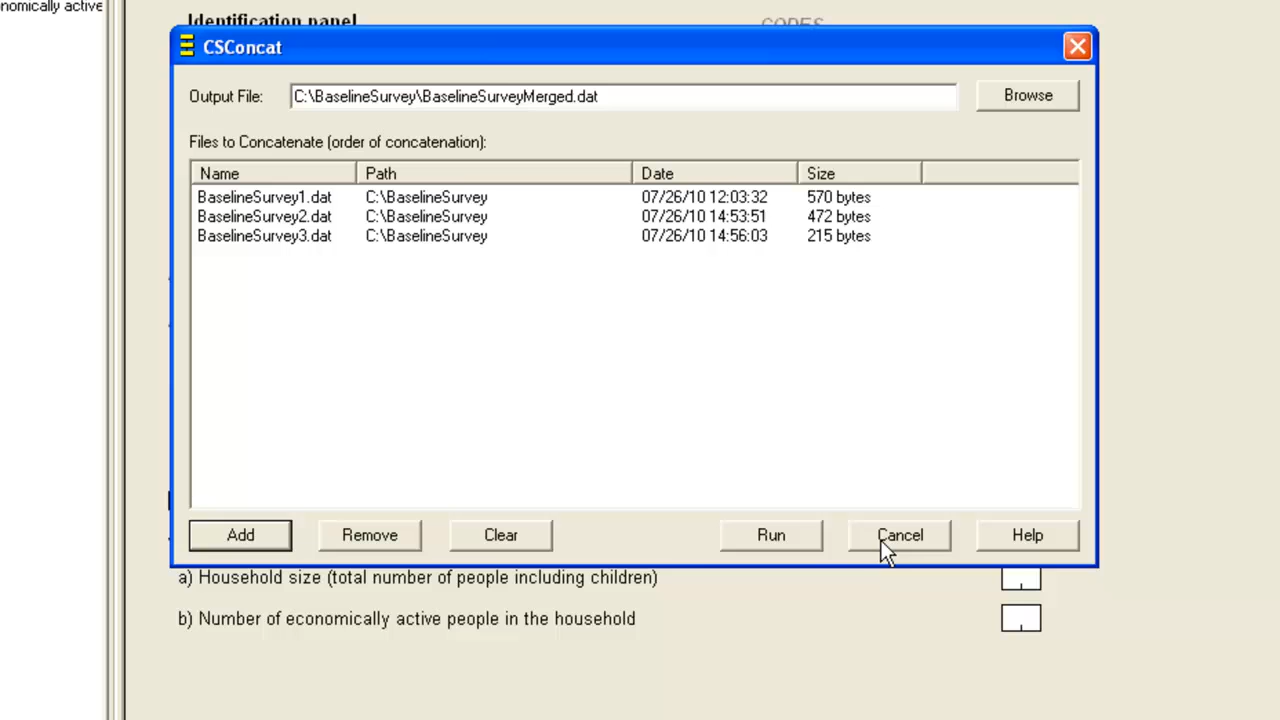 nomically active
Identification panel
CODES
CSConcat
Output File: C:\BaselineSurvey\BaselineSurveyMerged.dat Browse
Files to Concatenate (order of concatenation):
Name Path Date Size
BaselineSurvey1.dat C:\BaselineSurvey 07/26/10 12:03:32 570 bytes
BaselineSurvey2.dat C:\BaselineSurvey 07/26/10 14:53:51 472 bytes
BaselineSurvey3.dat C:\BaselineSurvey 07/26/10 14:56:03 215 bytes
Add Remove Clear Run Cancel Help
a) Household size (total number of people including children)
b) Number of economically active people in the household